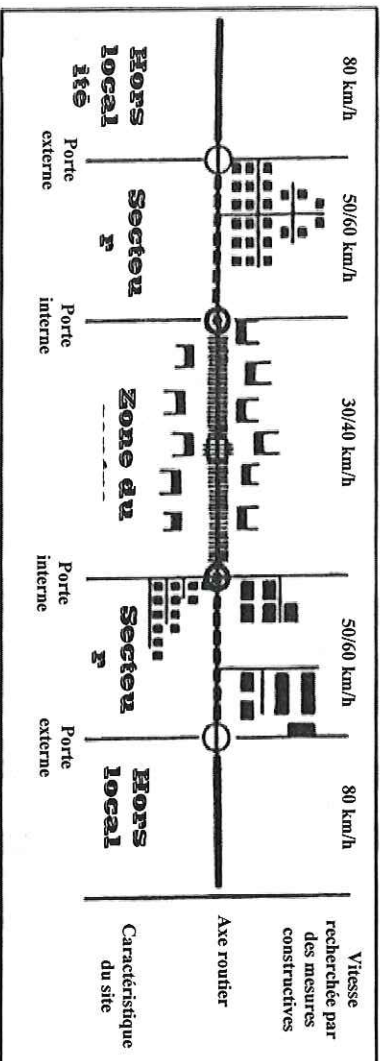 80 km/h
50/60 km/h
30/40 km/h
50/60 km/h
80 km/h
Vitesse
recherchée par
des mesures
constructives
Axe routier
Hors
local
ité
Secteu
r
Zone du
Secteu
r
Hors
local
Caractéristique
du site
Porte
externe
Porte
interne
Porte
interne
Porte
externe